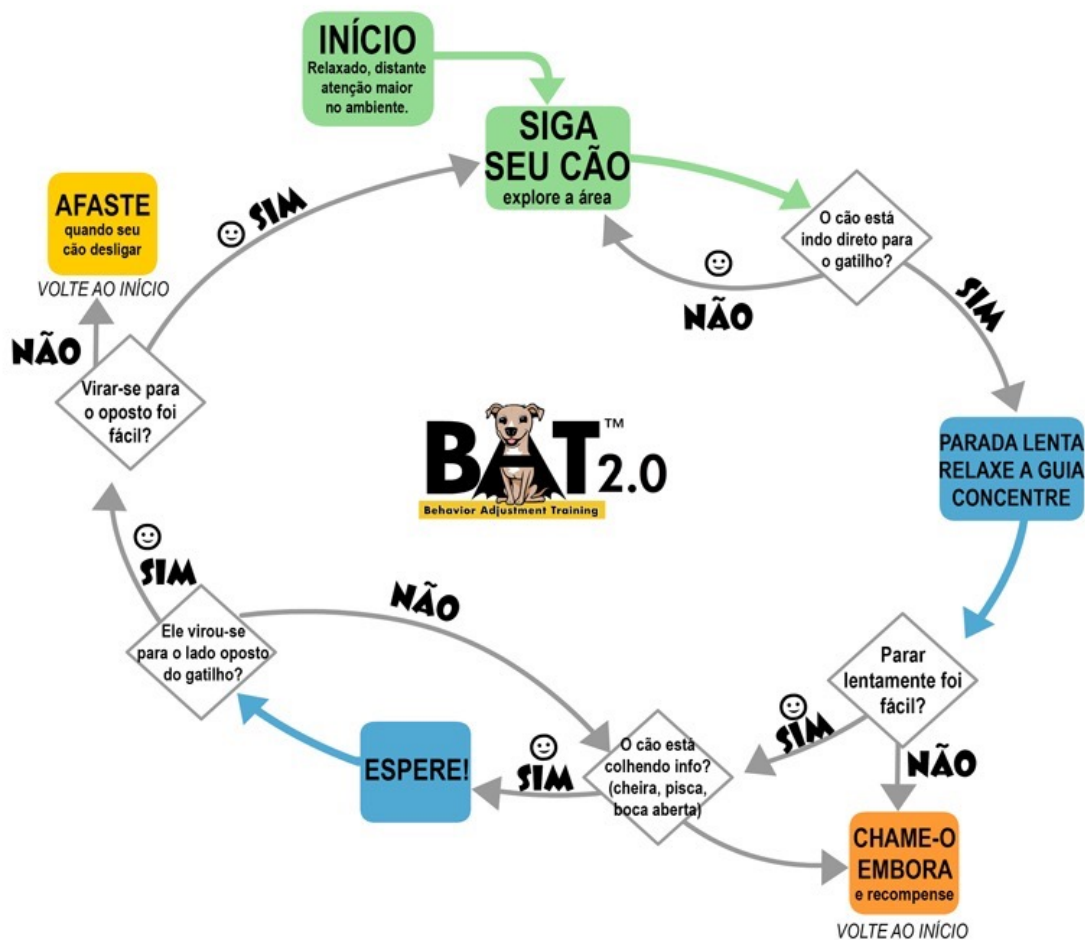 INÍCIO
Relaxado, distante
atenção maior
no ambiente.
SIGA
SEU CÃO
explore a área
O cão está
indo direto para
o gatilho?
NÃO
SIM
PARADA LENTA
RELAXE A GUIA
CONCENTRE
Parar
lentamente foi
fácil?
SIM
NÃO
CHAME-O
EMBORA
e recompense
VOLTE AO INÍCIO
O cão está
colhendo info?
(cheira, pisca,
boca aberta)
SIM
ESPERE!
Ele virou-se
para o lado oposto
do gatilho?
NÃO
SIM
Virar-se para
o oposto foi
fácil?
NÃO
SIM
AFASTE
quando seu
cão desligar
VOLTE AO INÍCIO
BAT™ 2.0
Behavior Adjustment Training